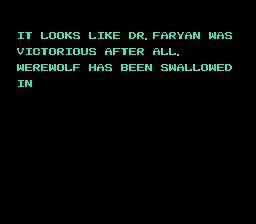 IT LOOKS LIKE DR.FARYAN WAS
VICTORIOUS AFTER ALL.
WEREWOLF HAS BEEN SWALLOWED
IN